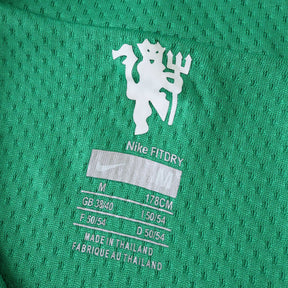 Nike FITDRY
M
M 178CM
GB 38/40 I 50/54
F 50/54 D 50/54
MADE IN THAILAND
FABRIQUE AU THAILAND